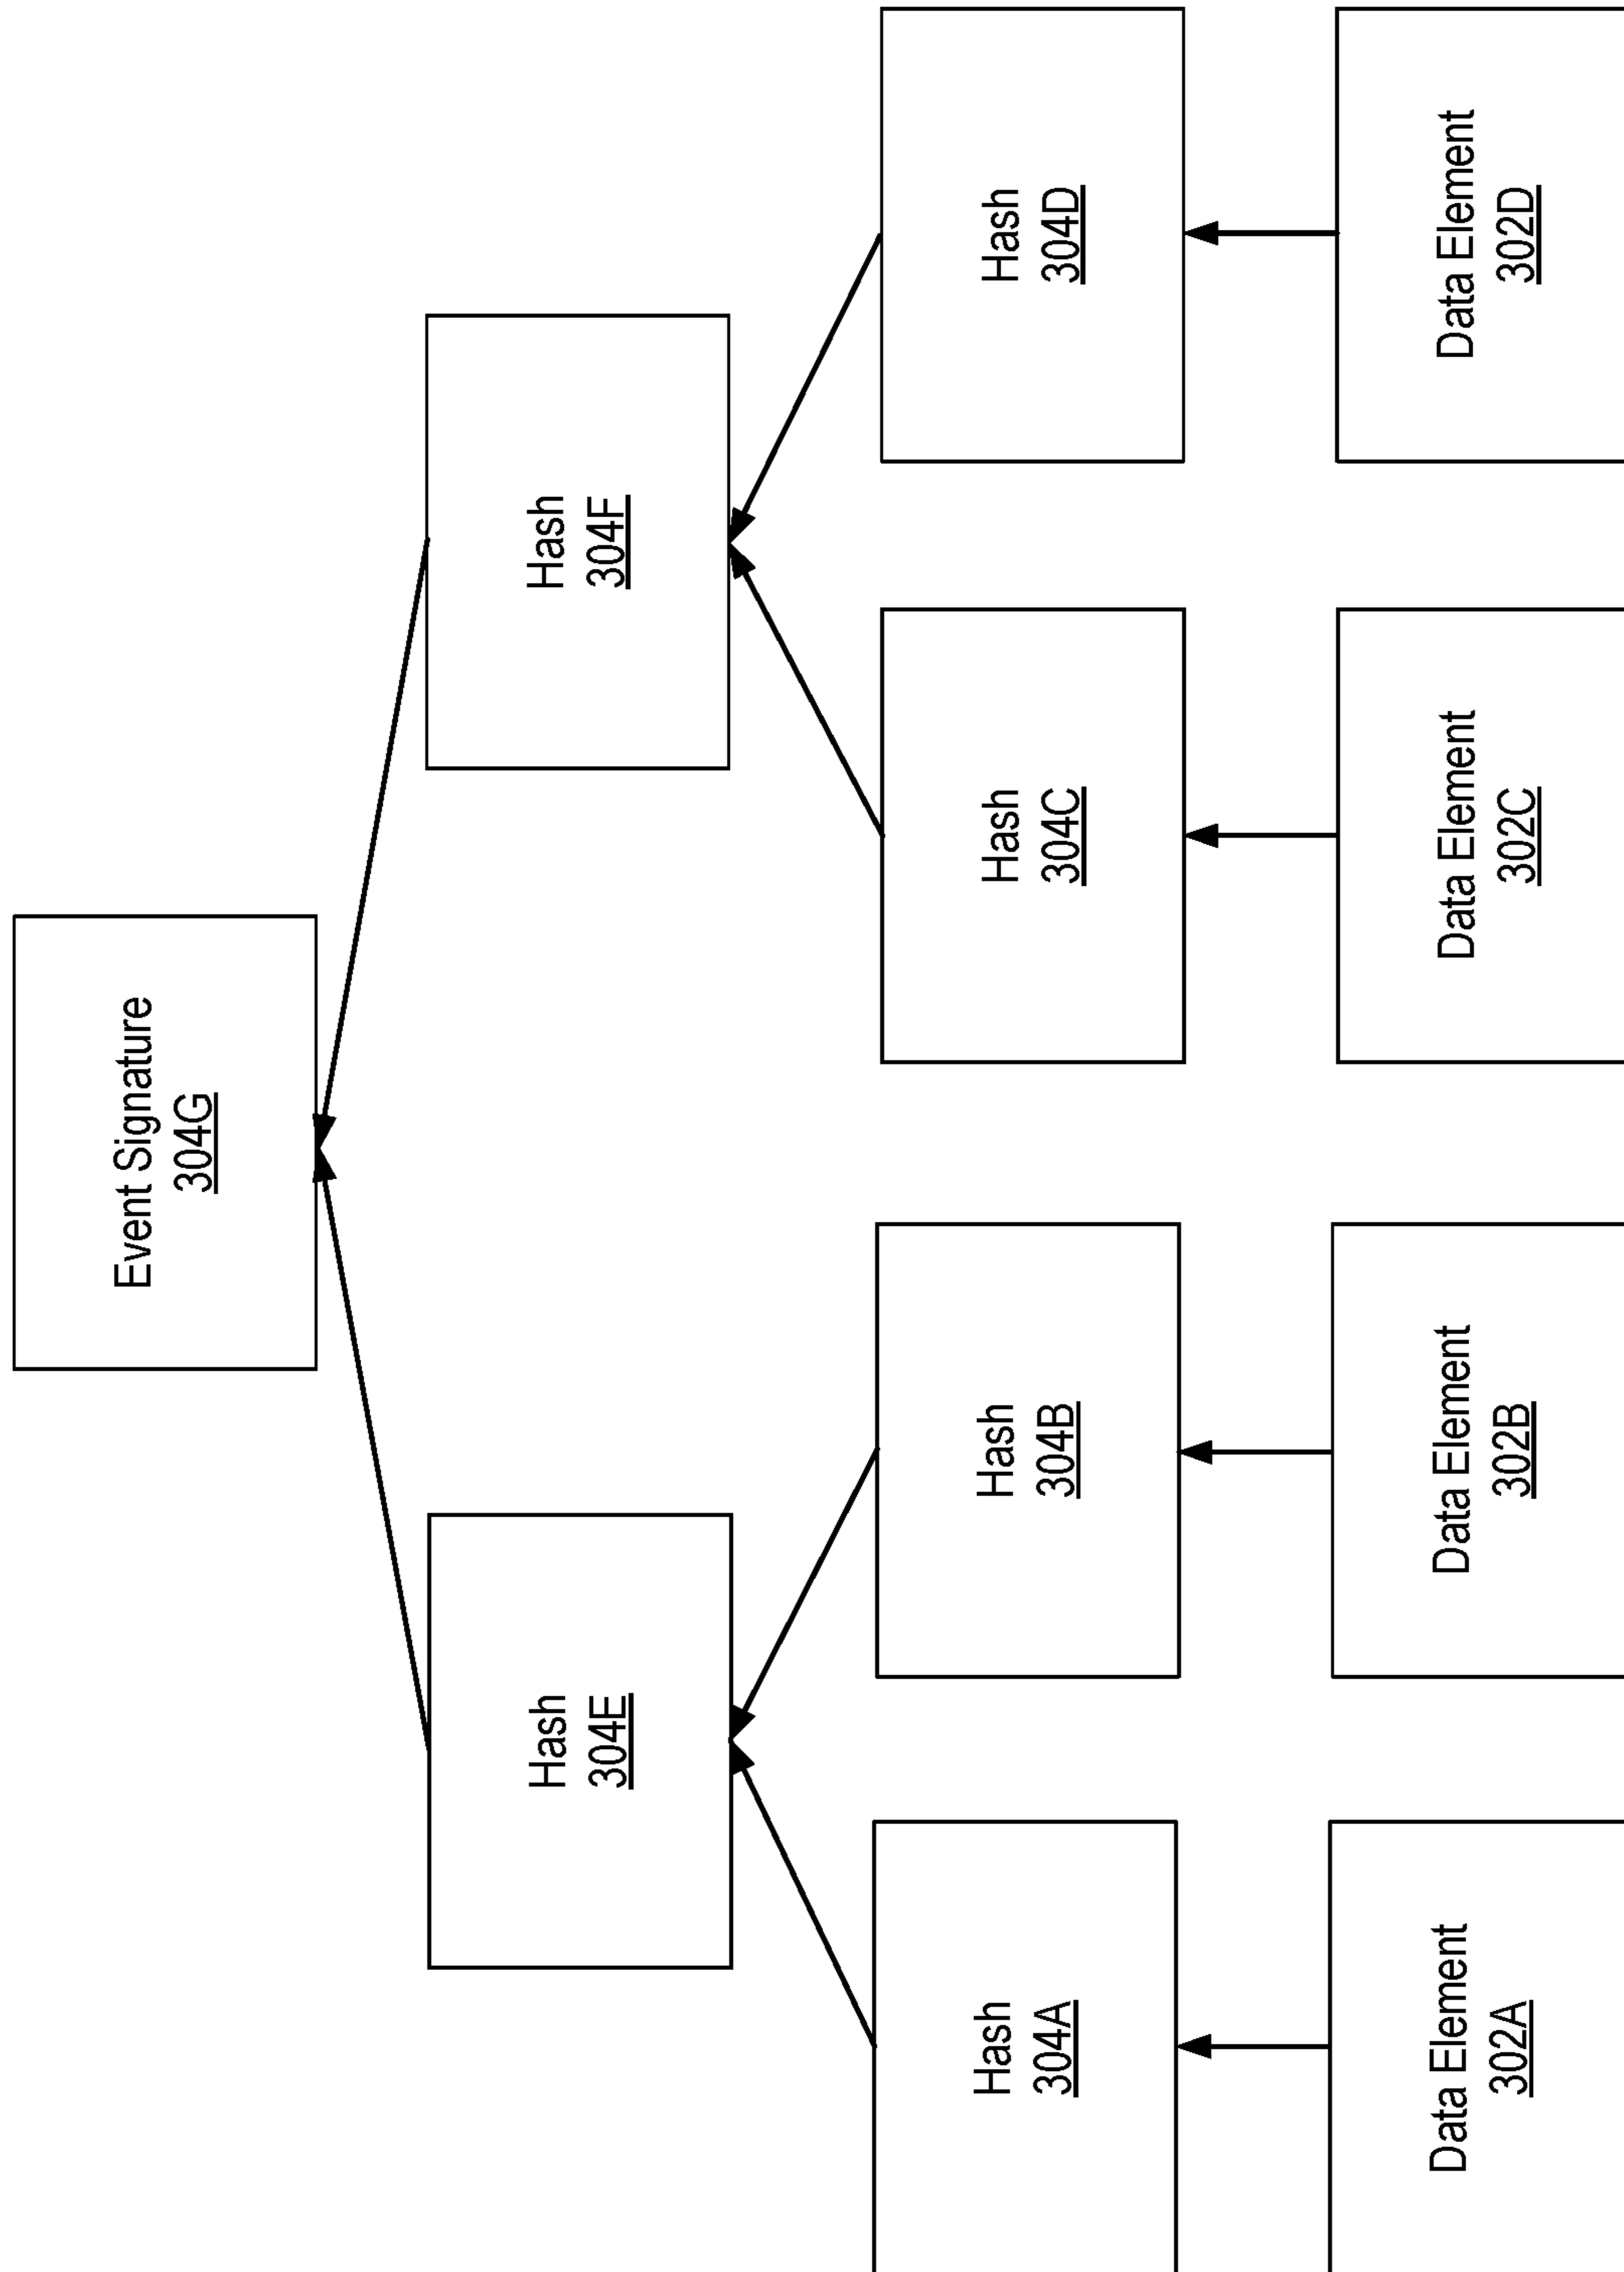 Event Signature
304G
Hash
304E
Hash
304F
Hash
304A
Hash
304B
Hash
304C
Hash
304D
Data Element
302A
Data Element
302B
Data Element
302C
Data Element
302D